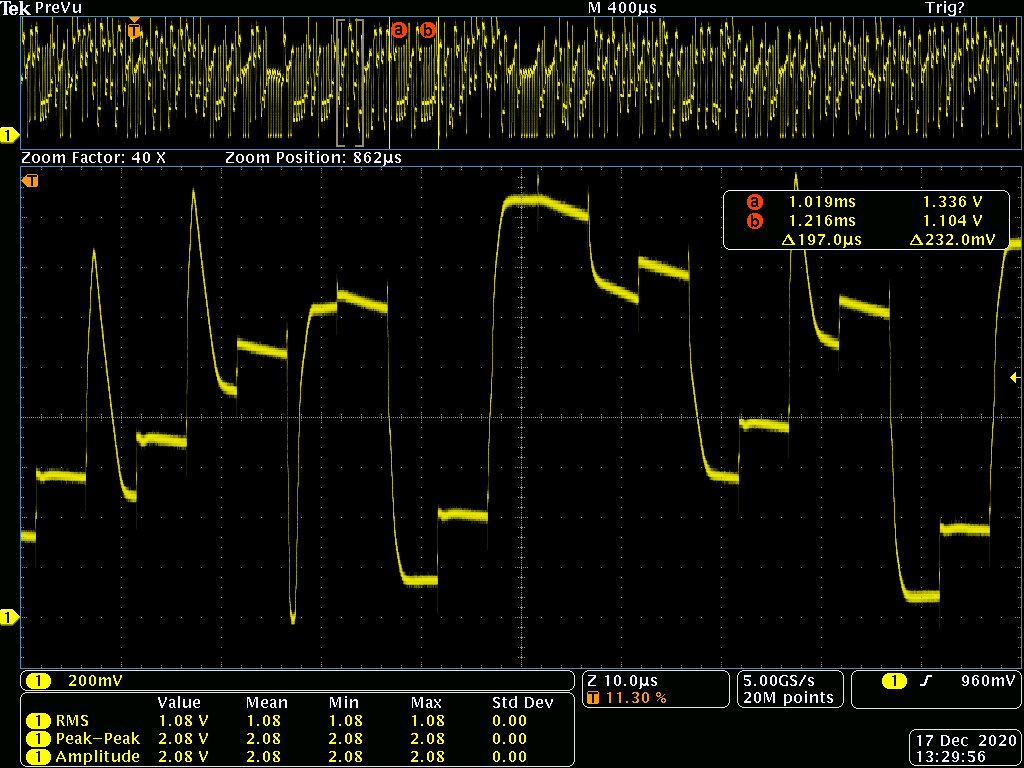 Tek PreVu M 400µs Trig?
T a b
1
Zoom Factor: 40 X Zoom Position: 862µs
T
a 1.019ms 1.336 V
b 1.216ms 1.104 V
Δ197.0µs Δ232.0mV
1
1 200mV Z 10.0µs 5.00GS/s 1 960mV
T 11.30 % 20M points
Value Mean Min Max Std Dev
1 RMS 1.08 V 1.08 1.08 1.08 0.00
1 Peak-Peak 2.08 V 2.08 2.08 2.08 0.00
1 Amplitude 2.08 V 2.08 2.08 2.08 0.00
17 Dec 2020
13:29:56